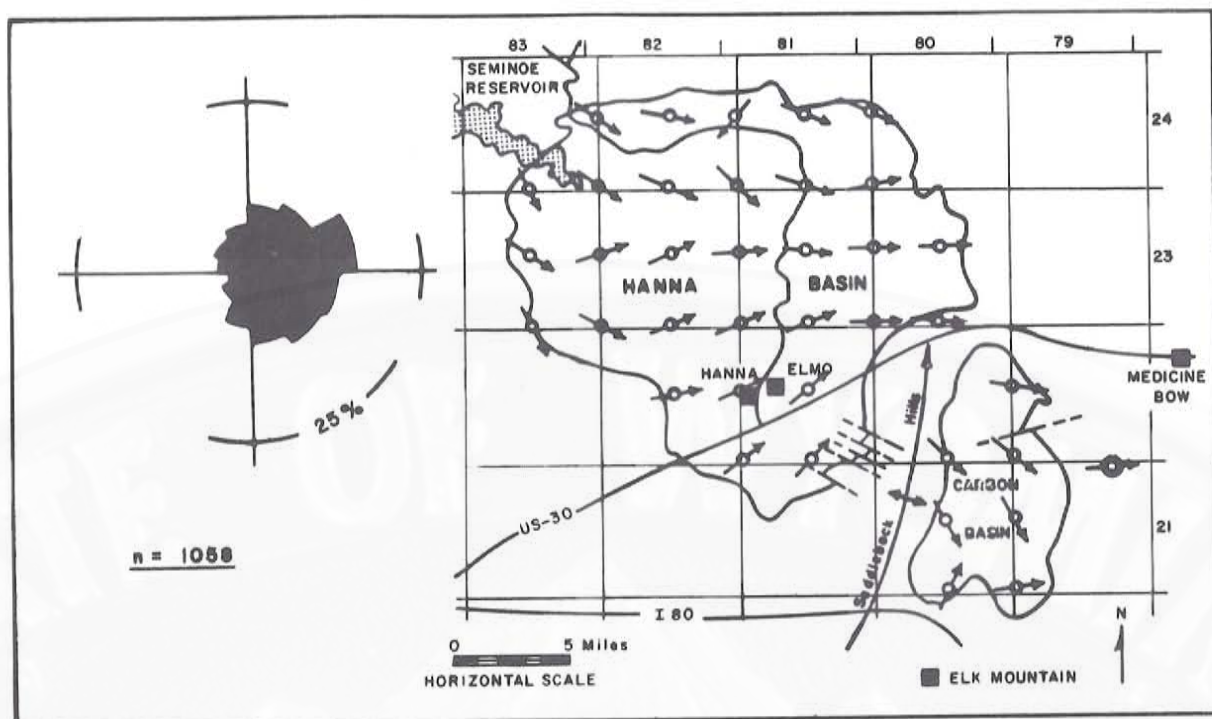 83 82 81 80 79
SEMINOE
RESERVOIR
24
23
HANNA BASIN
HANNA
ELMO
MEDICINE
BOW
25%
Hills
CARBON
BASIN
US-30
21
n = 1058
Saddleback
I 80
N
0 5 Miles
HORIZONTAL SCALE
ELK MOUNTAIN